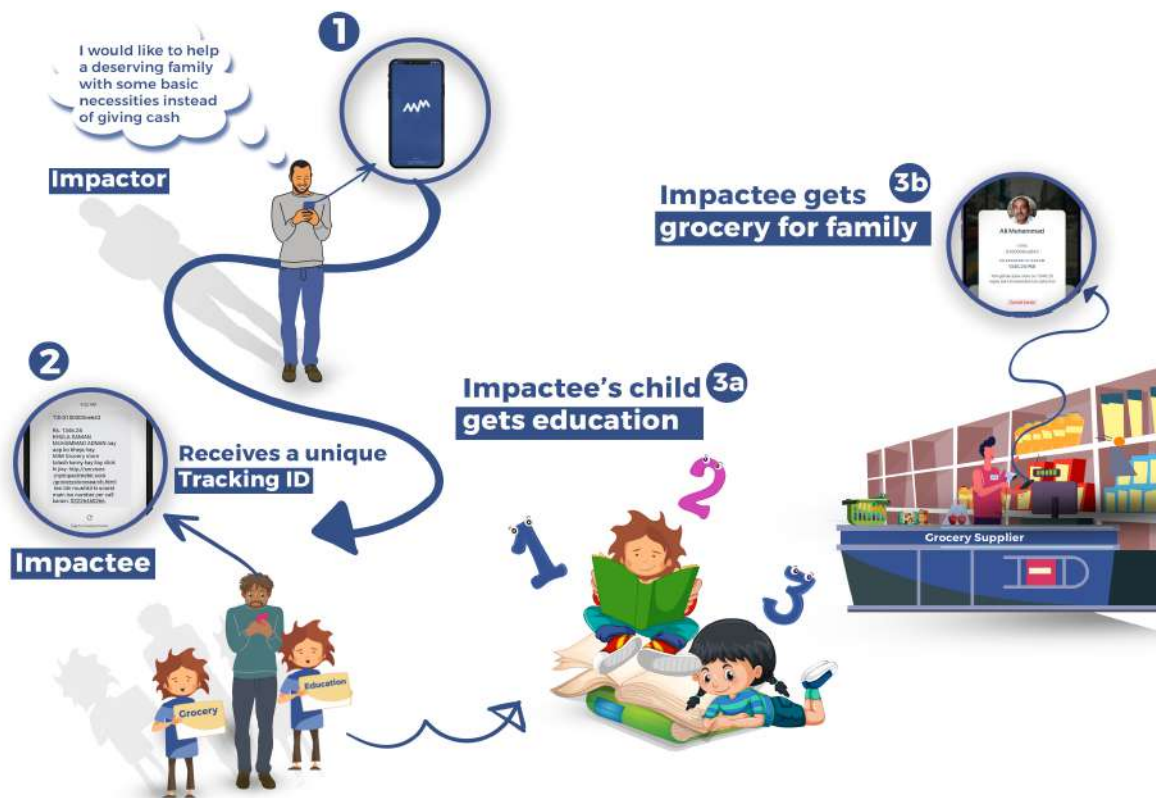 1
I would like to help
a deserving family
with some basic
necessities instead
of giving cash
Impactor
2
Receives a unique
Tracking ID
Impactee
Grocery
Education
Impactee's child
3a
gets education
1
2
3
Impactee gets
3b
grocery for family
Ali Muhammad
Grocery Supplier